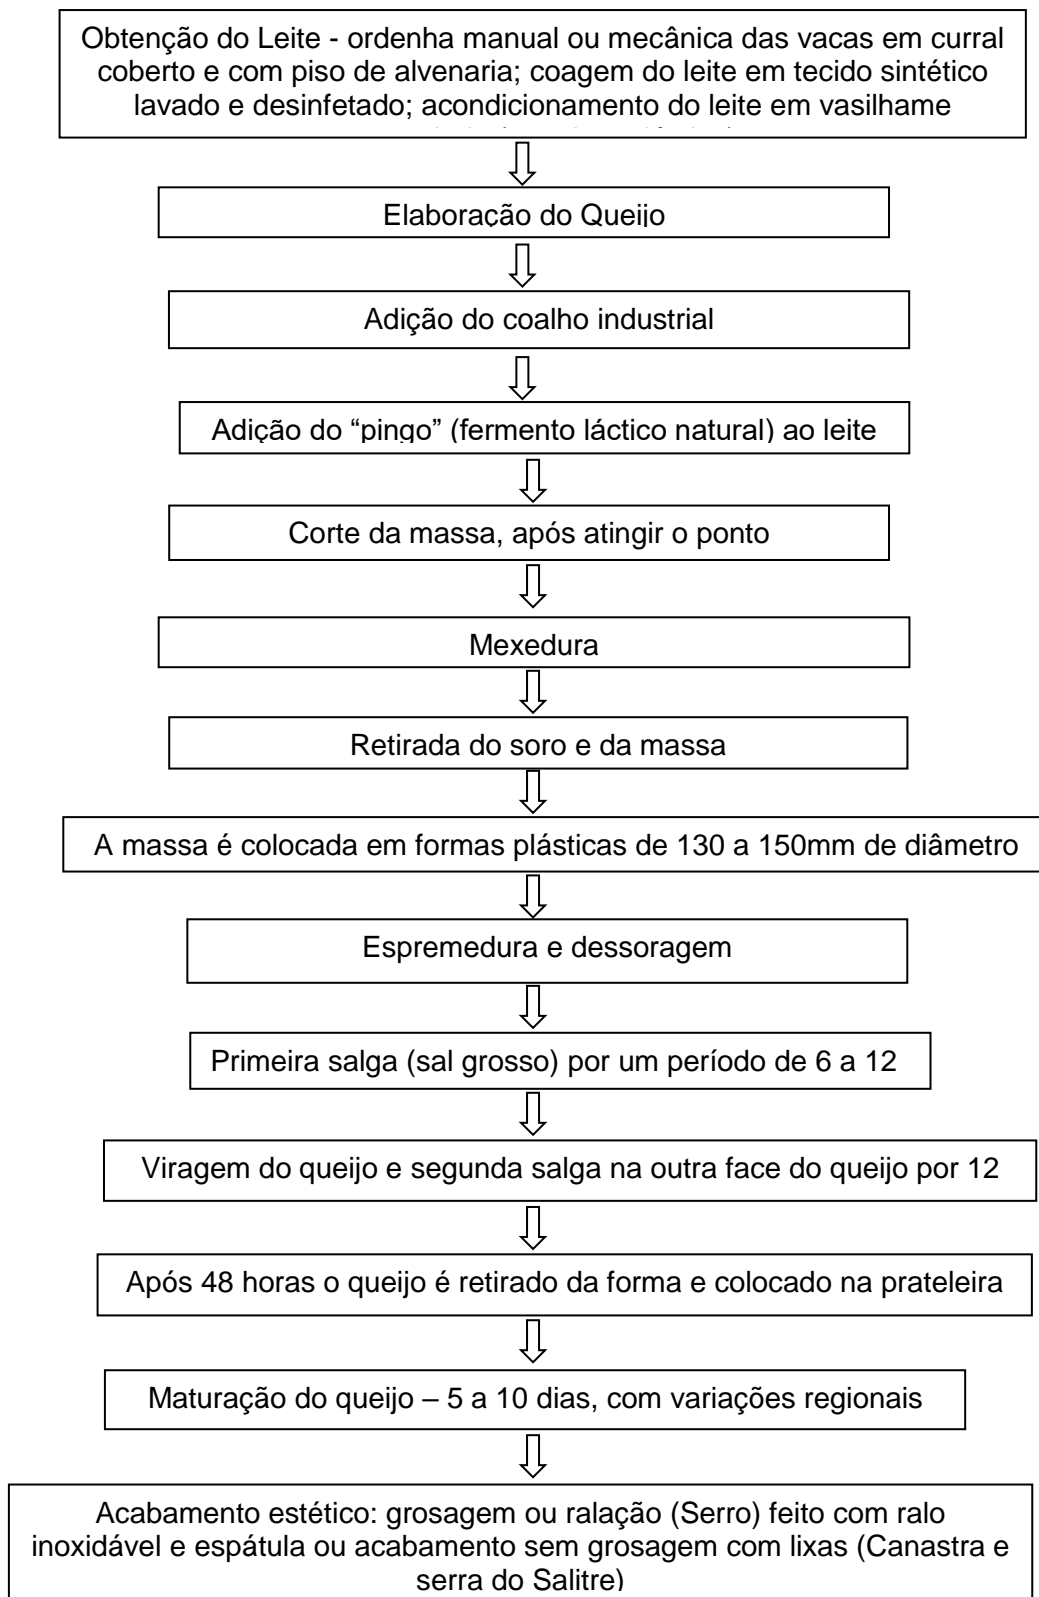 Obtenção do Leite - ordenha manual ou mecânica das vacas em curral
coberto e com piso de alvenaria; coagem do leite em tecido sintético
lavado e desinfetado; acondicionamento do leite em vasilhame
Elaboração do Queijo
Adição do coalho industrial
Adição do “pingo” (fermento láctico natural) ao leite
Corte da massa, após atingir o ponto
Mexedura
Retirada do soro e da massa
A massa é colocada em formas plásticas de 130 a 150mm de diâmetro
Espremedura e dessoragem
Primeira salga (sal grosso) por um período de 6 a 12
Viragem do queijo e segunda salga na outra face do queijo por 12
Após 48 horas o queijo é retirado da forma e colocado na prateleira
Maturação do queijo – 5 a 10 dias, com variações regionais
Acabamento estético: grosagem ou ralação (Serro) feito com ralo
inoxidável e espátula ou acabamento sem grosagem com lixas (Canastra e
serra do Salitre)